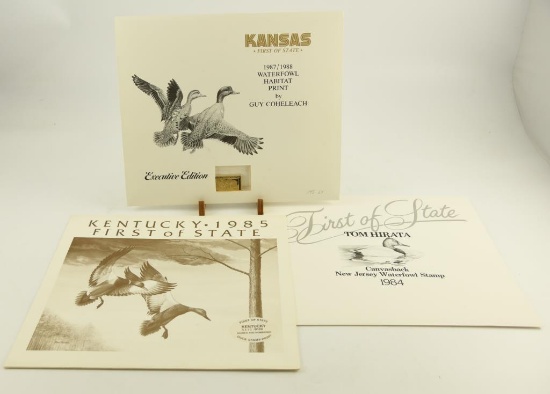 KANSAS
• FIRST OF STATE •
1987/1988
WATERFOWL
HABITAT
PRINT
by
GUY COHELEACH
Executive Edition
KENTUCKY • 1985
FIRST of STATE
KENTUCKY
First of State
TOM HIRATA
Canvasback
New Jersey Waterfowl Stamp
1984